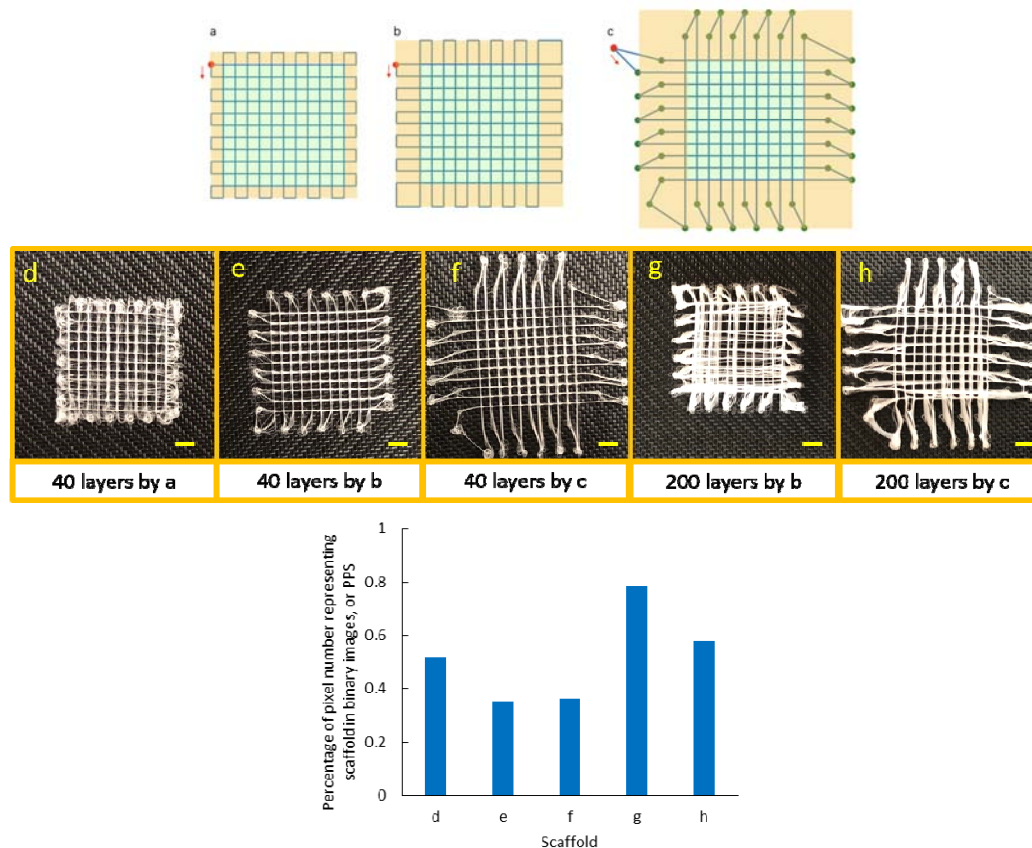 a
b
c
d
e
f
g
h
40 layers by a
40 layers by b
40 layers by c
200 layers by b
200 layers by c
Percentage of pixel number representing
scaffold in binary images, or PPS
1
0.8
0.6
0.4
0.2
0
d
e
f
g
h
Scaffold